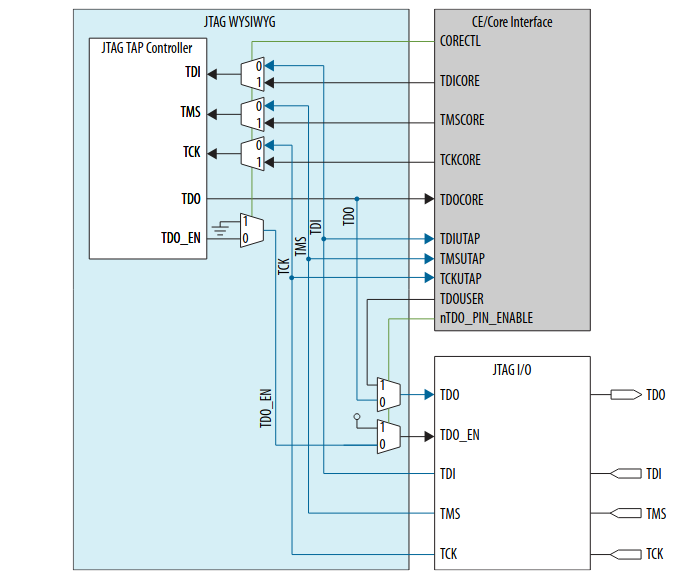 JTAG WYSIWYG
CE/Core Interface
JTAG TAP Controller
CORECTL
TDI
0
1
TDICORE
TMS
0
1
TMSCORE
TCK
0
1
TCKCORE
TDO
TDOCORE
TDO
TDI
TMS
TCK
1
0
TDO_EN
TDIUTAP
TMSUTAP
TCKUTAP
TDOUSER
nTDO_PIN_ENABLE
JTAG I/O
TDO_EN
1
0
TDO
TDO
1
0
TDO_EN
TDI
TDI
TMS
TMS
TCK
TCK